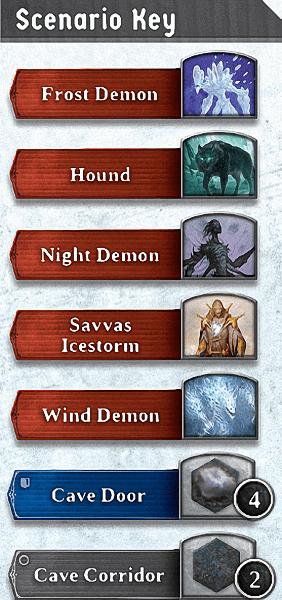 Scenario Key
Frost Demon
Hound
Night Demon
Savvas
Icestorm
Wind Demon
Cave Door
4
Cave Corridor
2